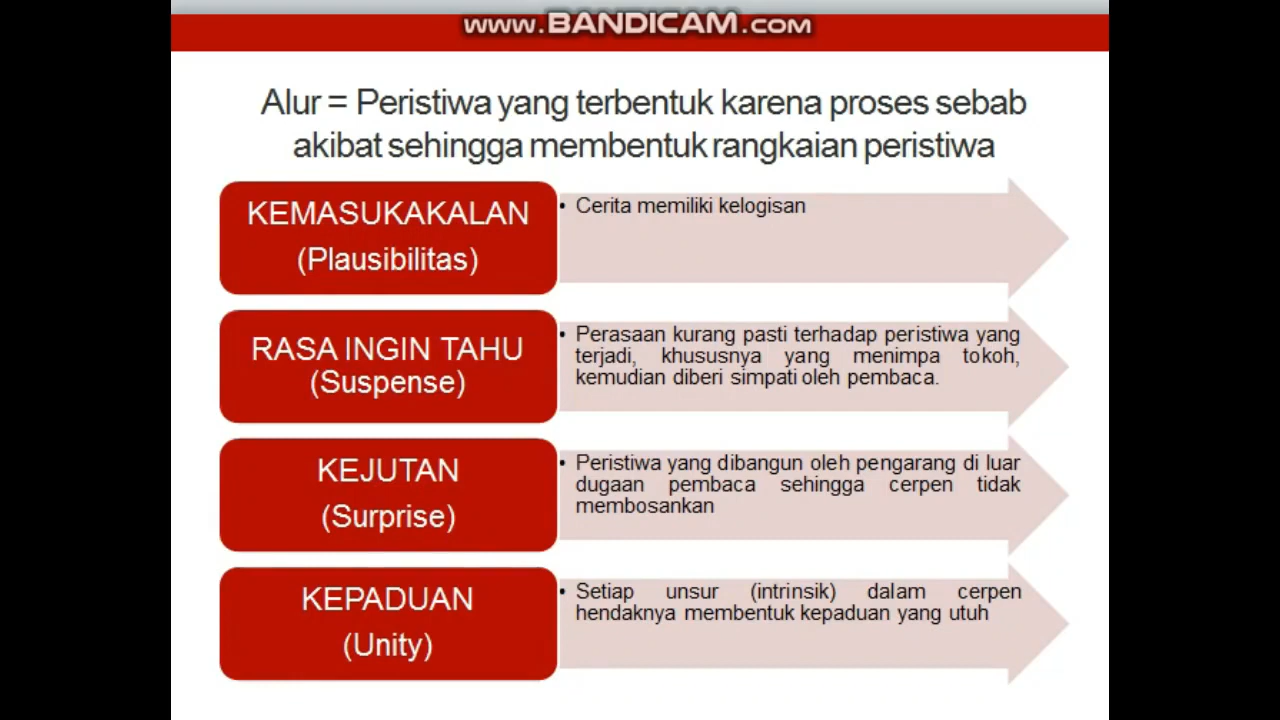 www.BANDICAM.com
Alur = Peristiwa yang terbentuk karena proses sebab
akibat sehingga membentuk rangkaian peristiwa
KEMASUKAKALAN
(Plausibilitas)
• Cerita memiliki kelogisan
RASA INGIN TAHU
(Suspense)
• Perasaan kurang pasti terhadap peristiwa yang
terjadi, khususnya yang menimpa tokoh,
kemudian diberi simpati oleh pembaca.
KEJUTAN
(Surprise)
• Peristiwa yang dibangun oleh pengarang di luar
dugaan pembaca sehingga cerpen tidak
membosankan
KEPADUAN
(Unity)
• Setiap unsur (intrinsik) dalam cerpen
hendaknya membentuk kepaduan yang utuh